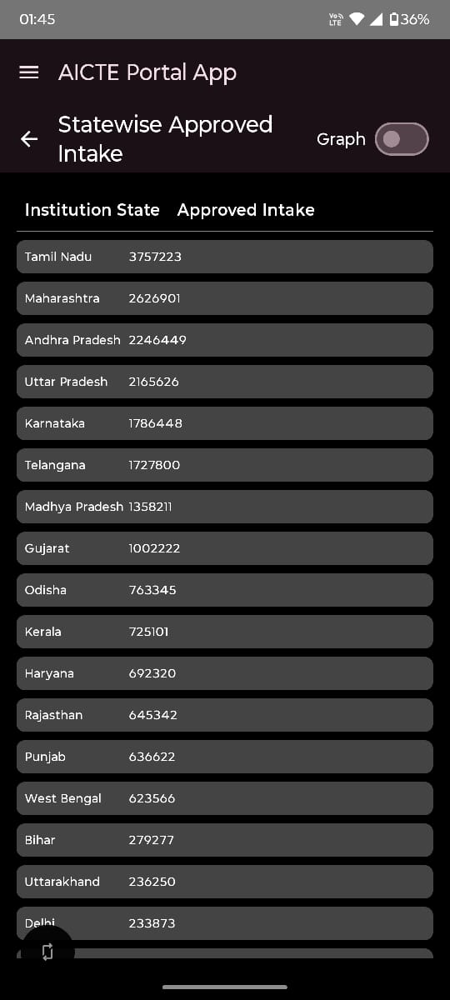 01:45 Vo LTE 36%
AICTE Portal App
Statewise Approved
Intake
Graph
Institution State Approved Intake
Tamil Nadu 3757223
Maharashtra 2626901
Andhra Pradesh 2246449
Uttar Pradesh 2165626
Karnataka 1786448
Telangana 1727800
Madhya Pradesh 1358211
Gujarat 1002222
Odisha 763345
Kerala 725101
Haryana 692320
Rajasthan 645342
Punjab 636622
West Bengal 623566
Bihar 279277
Uttarakhand 236250
Delhi 233873